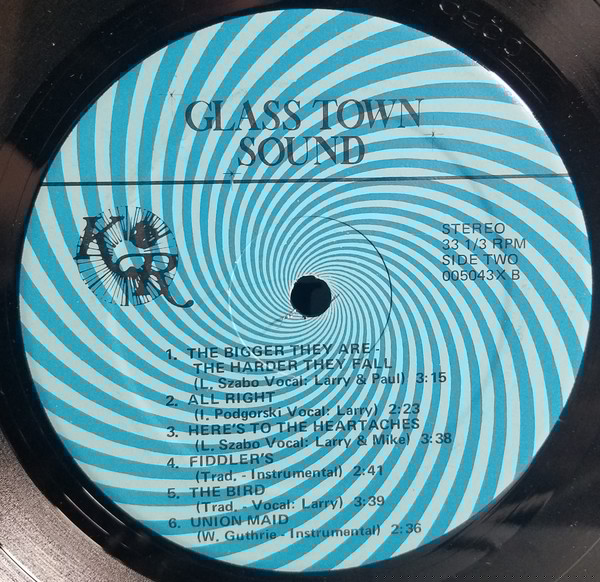 GLASS TOWN
SOUND
K R
STEREO
33 1/3 RPM
SIDE TWO
005043X B
1. THE BIGGER THEY ARE -
THE HARDER THEY FALL
(L. Szabo Vocal: Larry & Paul) 3:15
2. ALL RIGHT
(I. Podgorski Vocal: Larry) 2:23
3. HERE'S TO THE HEARTACHES
(L. Szabo Vocal: Larry & Mike) 3:38
4. FIDDLER'S
(Trad. - Instrumental) 2:41
5. THE BIRD
(Trad. - Vocal: Larry) 3:39
6. UNION MAID
(W. Guthrie - Instrumental) 2:36